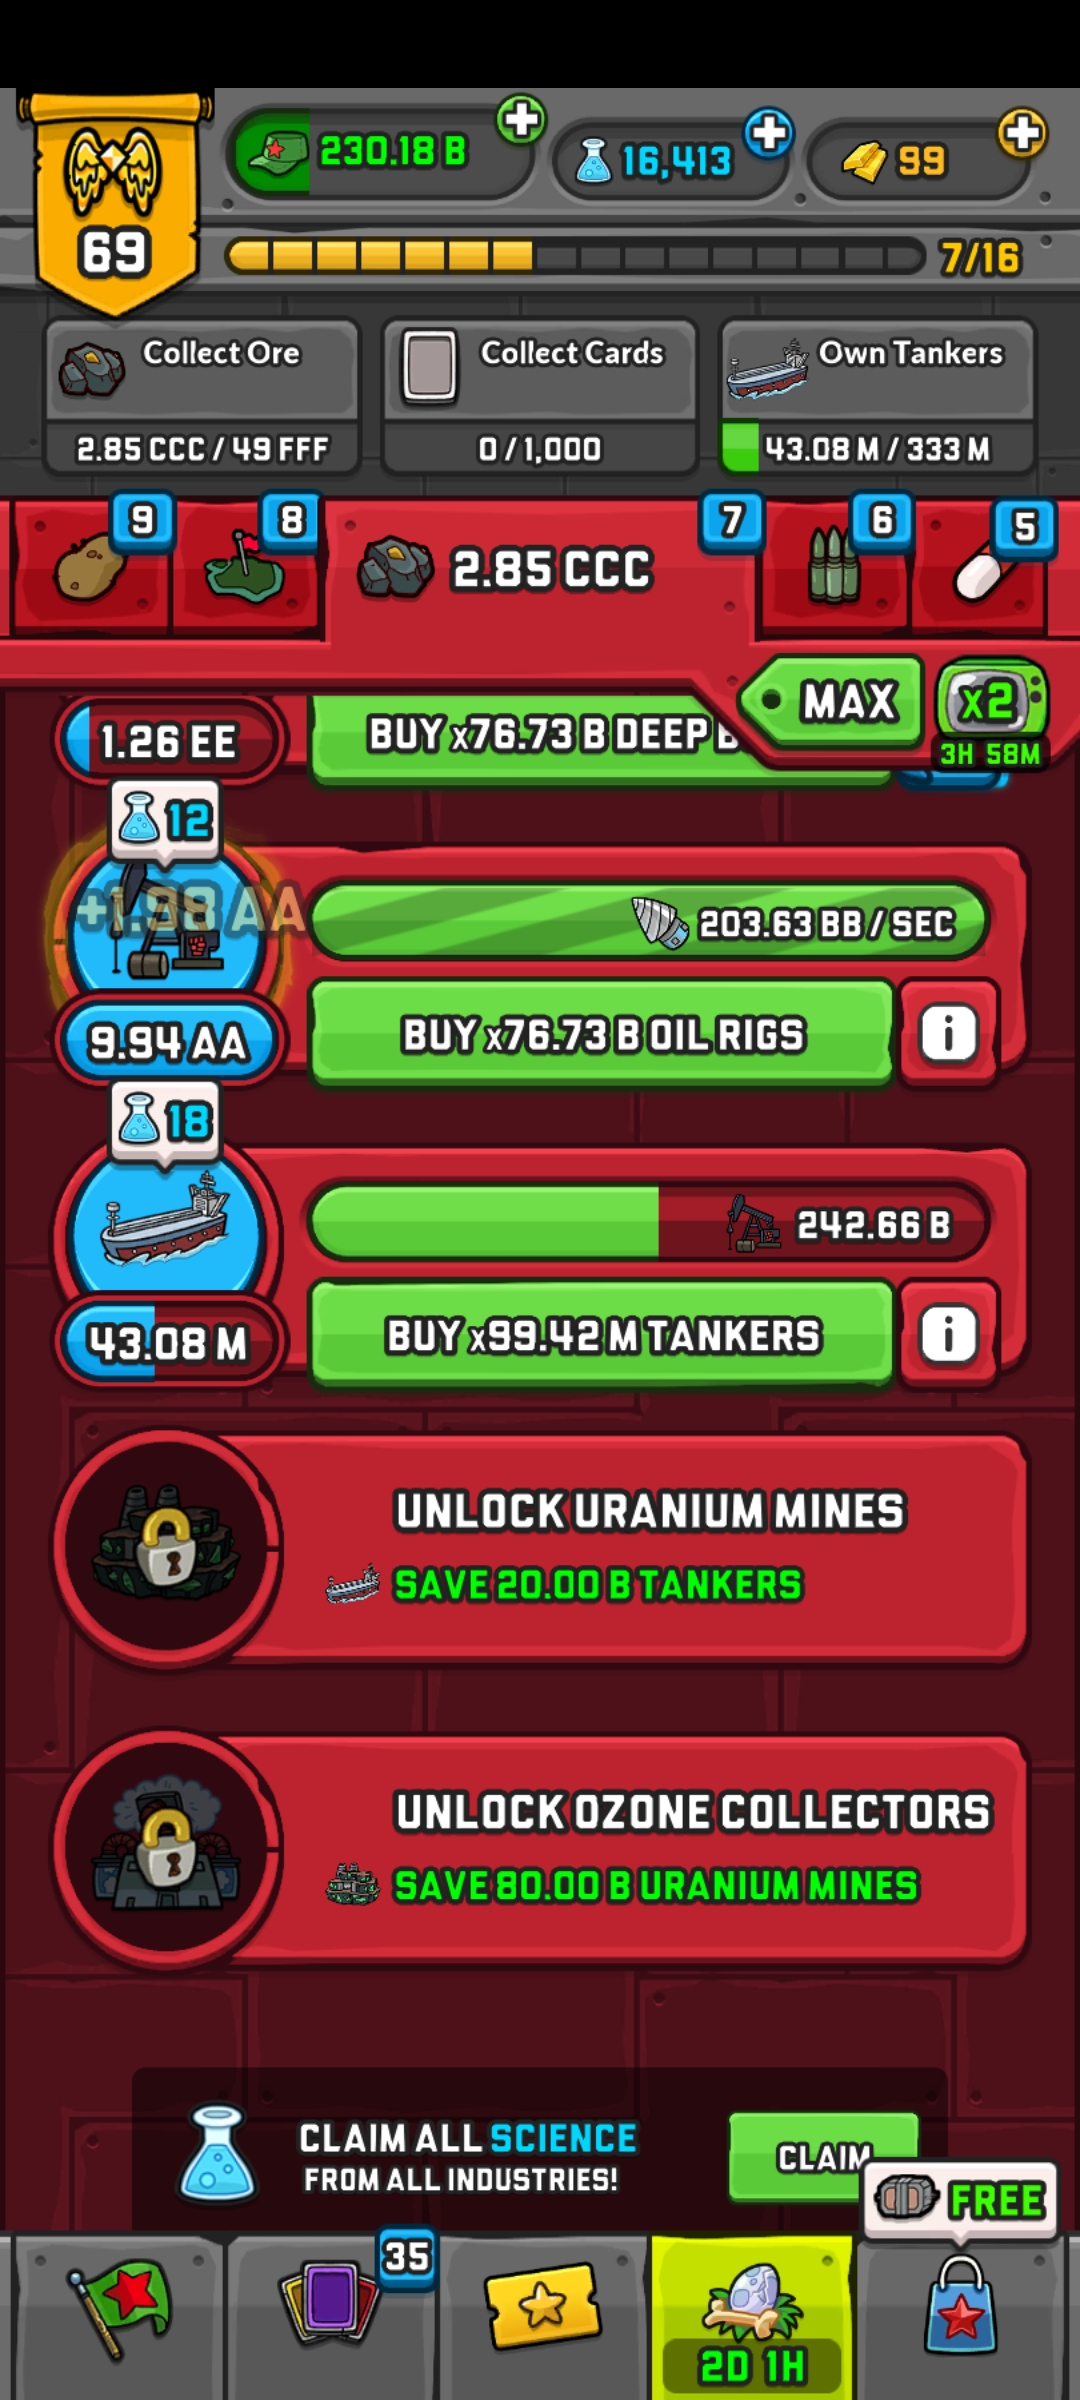 69
230.18 B
16,413
99
7/16
Collect Ore
2.85 CCC / 49 FFF
Collect Cards
0 / 1,000
Own Tankers
43.08 M / 333 M
9
8
2.85 CCC
7
6
5
MAX
x2
3H 58M
1.26 EE
BUY x76.73 B DEEP B
12
+1.98 AA
203.63 BB / SEC
9.94 AA
BUY x76.73 B OIL RIGS
i
18
242.66 B
43.08 M
BUY x99.42 M TANKERS
i
UNLOCK URANIUM MINES
SAVE 20.00 B TANKERS
UNLOCK OZONE COLLECTORS
SAVE 80.00 B URANIUM MINES
CLAIM ALL SCIENCE
FROM ALL INDUSTRIES!
CLAIM
FREE
35
2D 1H